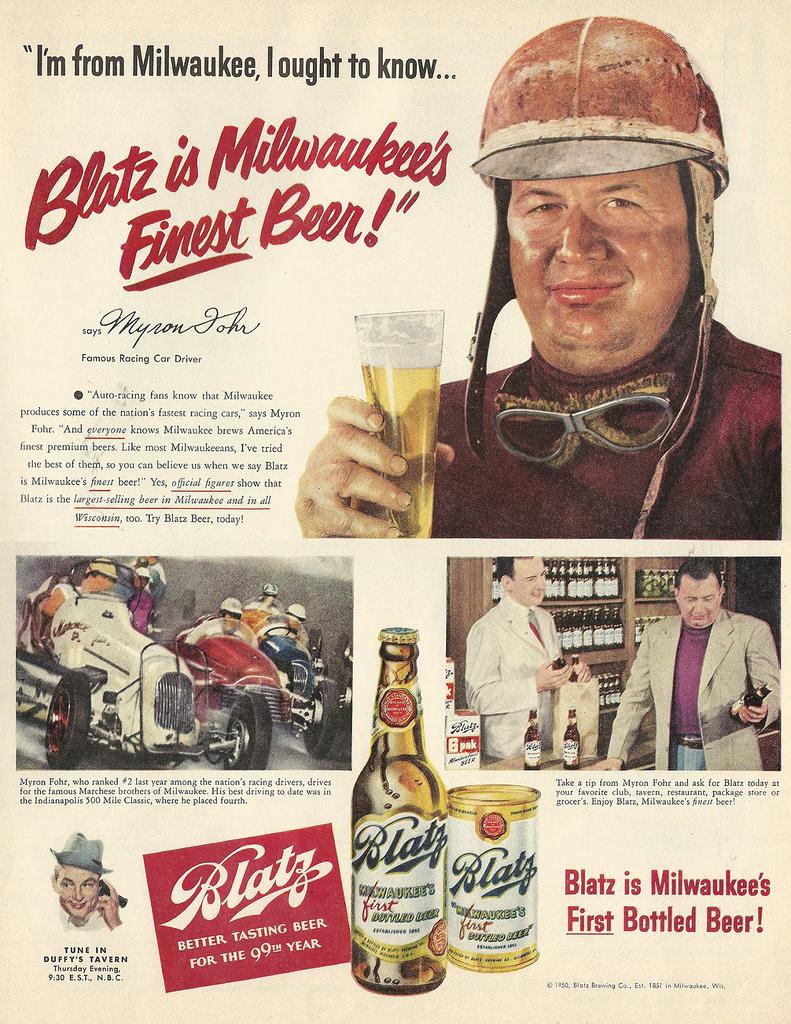 "I'm from Milwaukee, I ought to know...
Blatz is Milwaukee's
Finest Beer!"
says Myron Fohr
Famous Racing Car Driver
● "Auto-racing fans know that Milwaukee
produces some of the nation's fastest racing cars," says Myron
Fohr. "And everyone knows Milwaukee brews America's
finest premium beers. Like most Milwaukeeans, I've tried
the best of them, so you can believe us when we say Blatz
is Milwaukee's finest beer!" Yes, official figures show that
Blatz is the largest-selling beer in Milwaukee and in all
Wisconsin, too. Try Blatz Beer, today!
Blatz
6 pak
Myron Fohr, who ranked #2 last year among the nation's racing drivers, drives
for the famous Marchese brothers of Milwaukee. His best driving to date was in
the Indianapolis 500 Mile Classic, where he placed fourth.
Take a tip from Myron Fohr and ask for Blatz today at
your favorite club, tavern, restaurant, package store or
grocer's. Enjoy Blatz, Milwaukee's finest beer!
TUNE IN
DUFFY'S TAVERN
Thursday Evening,
9:30 E.S.T., N.B.C.
Blatz
BETTER TASTING BEER
FOR THE 99TH YEAR
Blatz
MILWAUKEE'S
first
BOTTLED BEER
ESTABLISHED 1851
Blatz
"MILWAUKEE'S
first
BOTTLED BEER"
ESTABLISHED 1851
Blatz is Milwaukee's
First Bottled Beer!
© 1950, Blatz Brewing Co., Est. 1851 in Milwaukee, Wis.